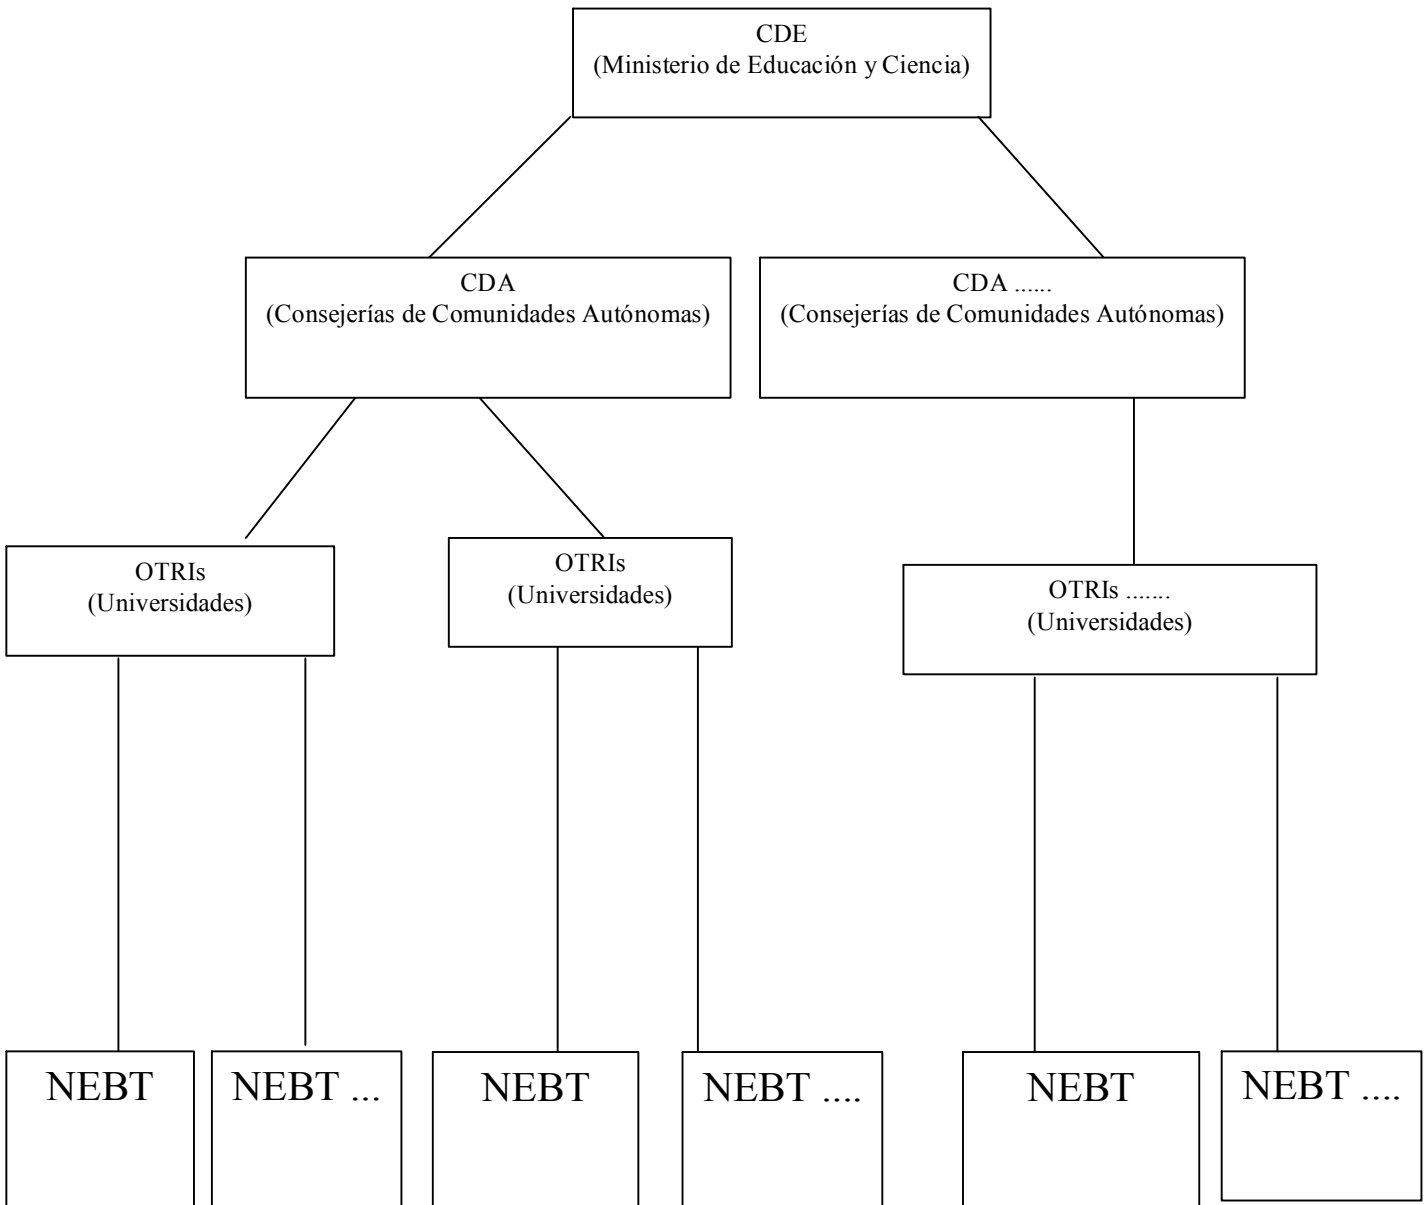 CDE
(Ministerio de Educación y Ciencia)
CDA
(Consejerías de Comunidades Autónomas)
CDA ......
(Consejerías de Comunidades Autónomas)
OTRIs
(Universidades)
OTRIs
(Universidades)
OTRIs .......
(Universidades)
NEBT
NEBT ...
NEBT
NEBT ....
NEBT
NEBT ....